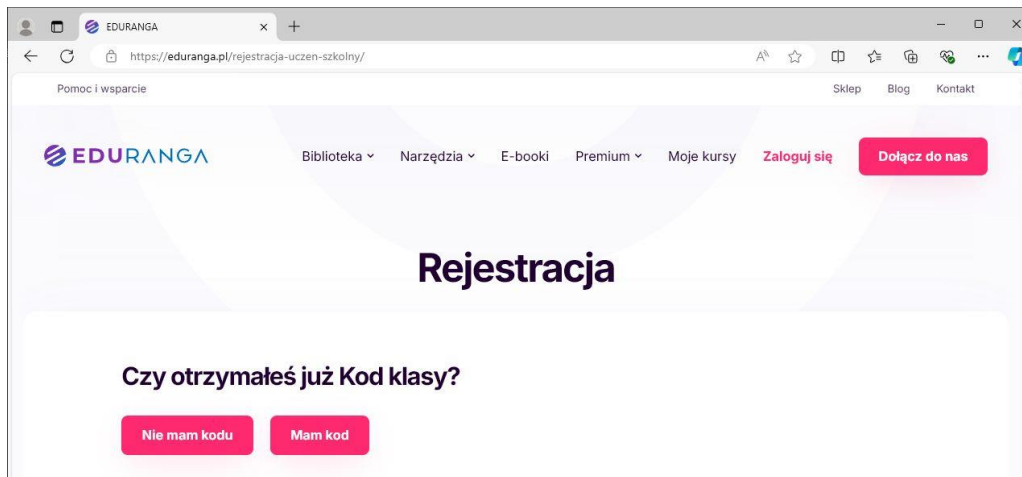 EDURANGA
https://eduranga.pl/rejestracja-uczen-szkolny/
Pomoc i wsparcie Sklep Blog Kontakt
EDURANGA Biblioteka Narzędzia E-booki Premium Moje kursy Zaloguj się Dołącz do nas
Rejestracja
Czy otrzymałeś już Kod klasy?
Nie mam kodu Mam kod